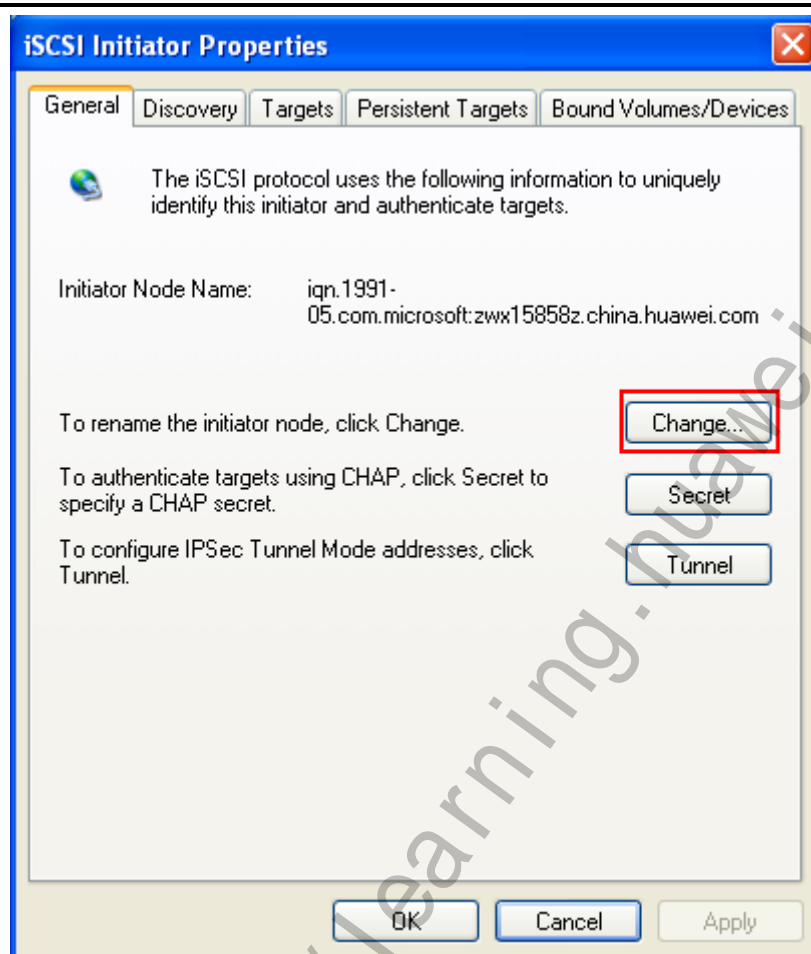 iSCSI Initiator Properties
General Discovery Targets Persistent Targets Bound Volumes/Devices
The iSCSI protocol uses the following information to uniquely
identify this initiator and authenticate targets.
Initiator Node Name: iqn.1991-
05.com.microsoft:zwx15858z.china.huawei.com
To rename the initiator node, click Change.
Change...
To authenticate targets using CHAP, click Secret to
specify a CHAP secret.
Secret
To configure IPSec Tunnel Mode addresses, click
Tunnel.
Tunnel
OK Cancel Apply
learning.huawei